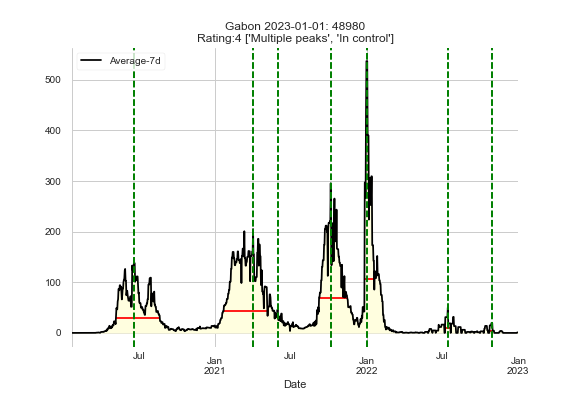 Gabon 2023-01-01: 48980
Rating:4 ['Multiple peaks', 'In control']
Average-7d
500
400
300
200
100
0
Jul
Jan
2021
Jul
Jan
2022
Jul
Jan
2023
Date